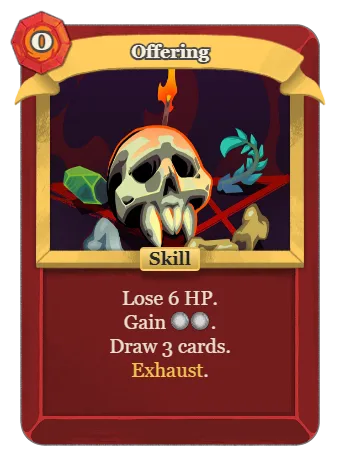 0
Offering
Skill
Lose 6 HP.
Gain .
Draw 3 cards.
Exhaust.